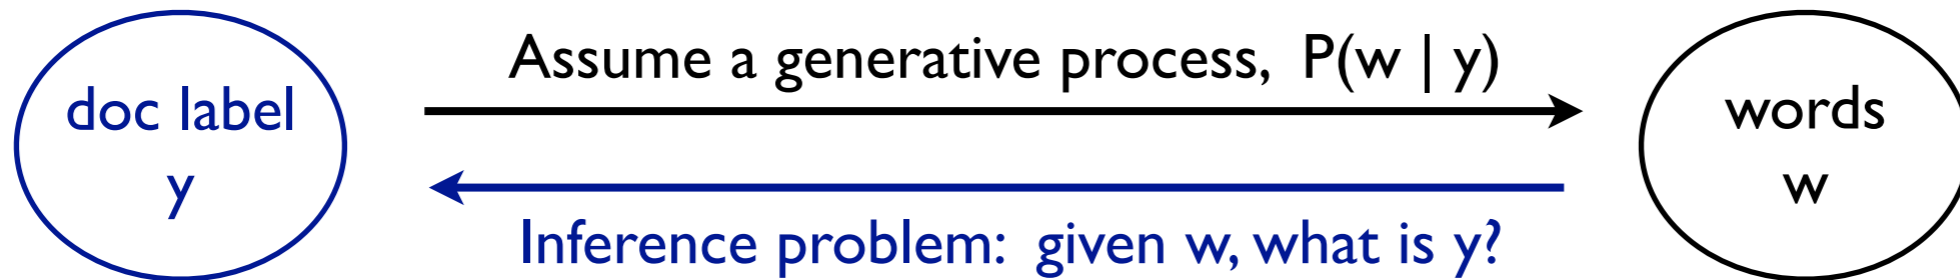 doc label
y
Assume a generative process, P(w | y)
Inference problem: given w, what is y?
words
w